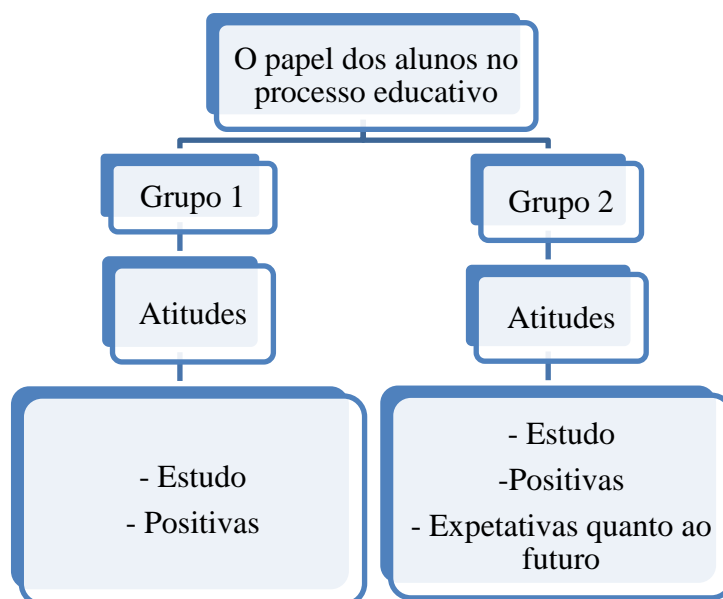 O papel dos alunos no
processo educativo
Grupo 1
Grupo 2
Atitudes
Atitudes
- Estudo
- Positivas
- Estudo
-Positivas
- Expetativas quanto ao
futuro